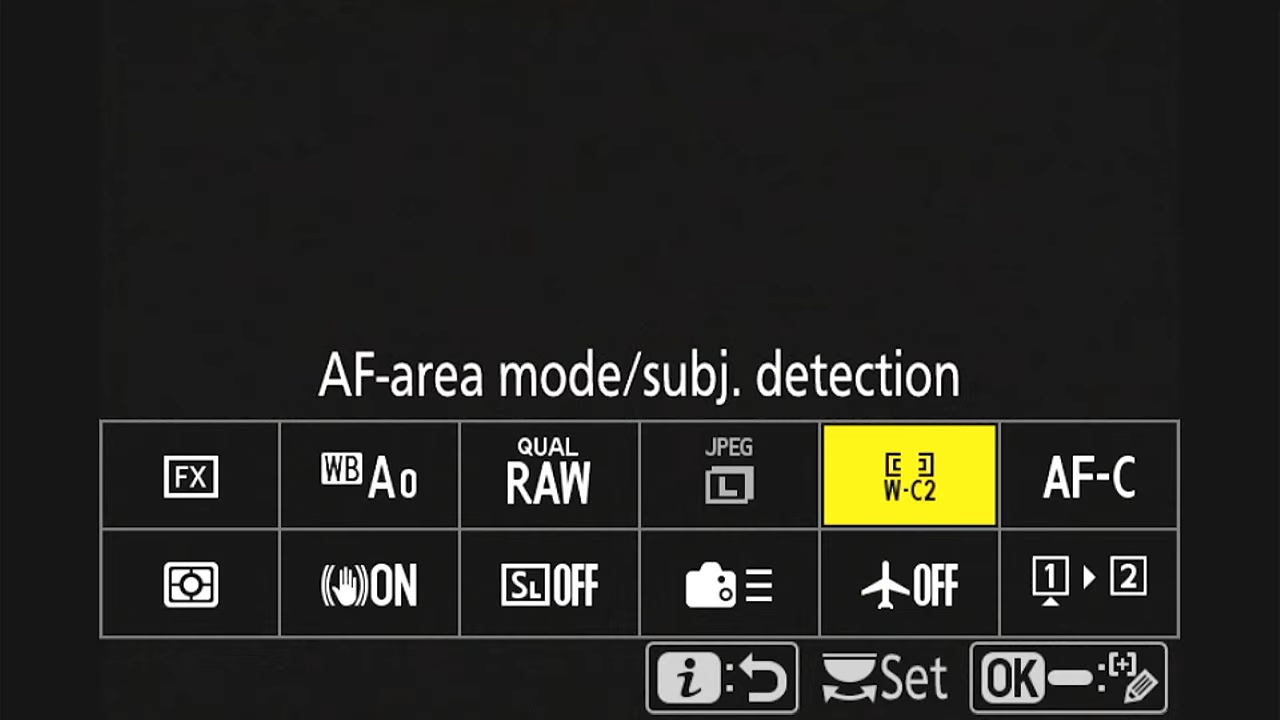 AF-area mode/subj. detection
FX WB A0 QUAL RAW JPEG L W-C2 AF-C
ON SL OFF OFF 1 2
i : Set OK :[+]